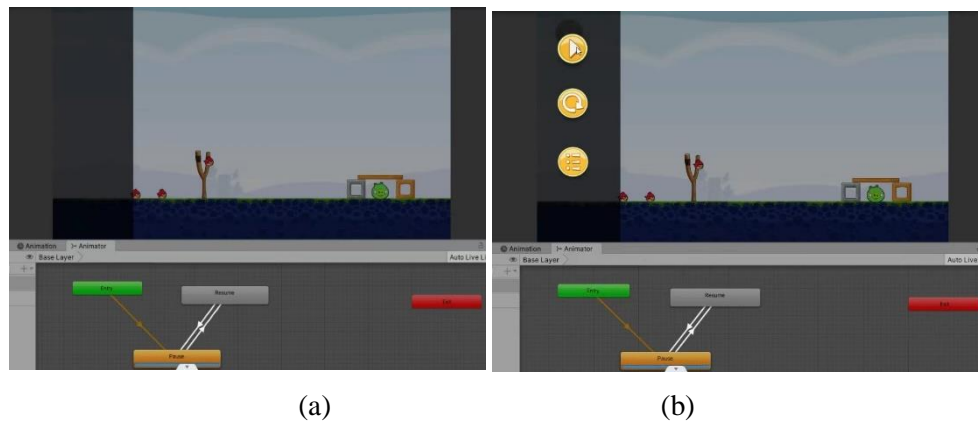 Animation Animator
Base Layer
Auto Live Li
Entry
Resume
Exit
Pause
Animation Animator
Base Layer
Auto Live
Entry
Resume
Exit
Pause
(a) (b)